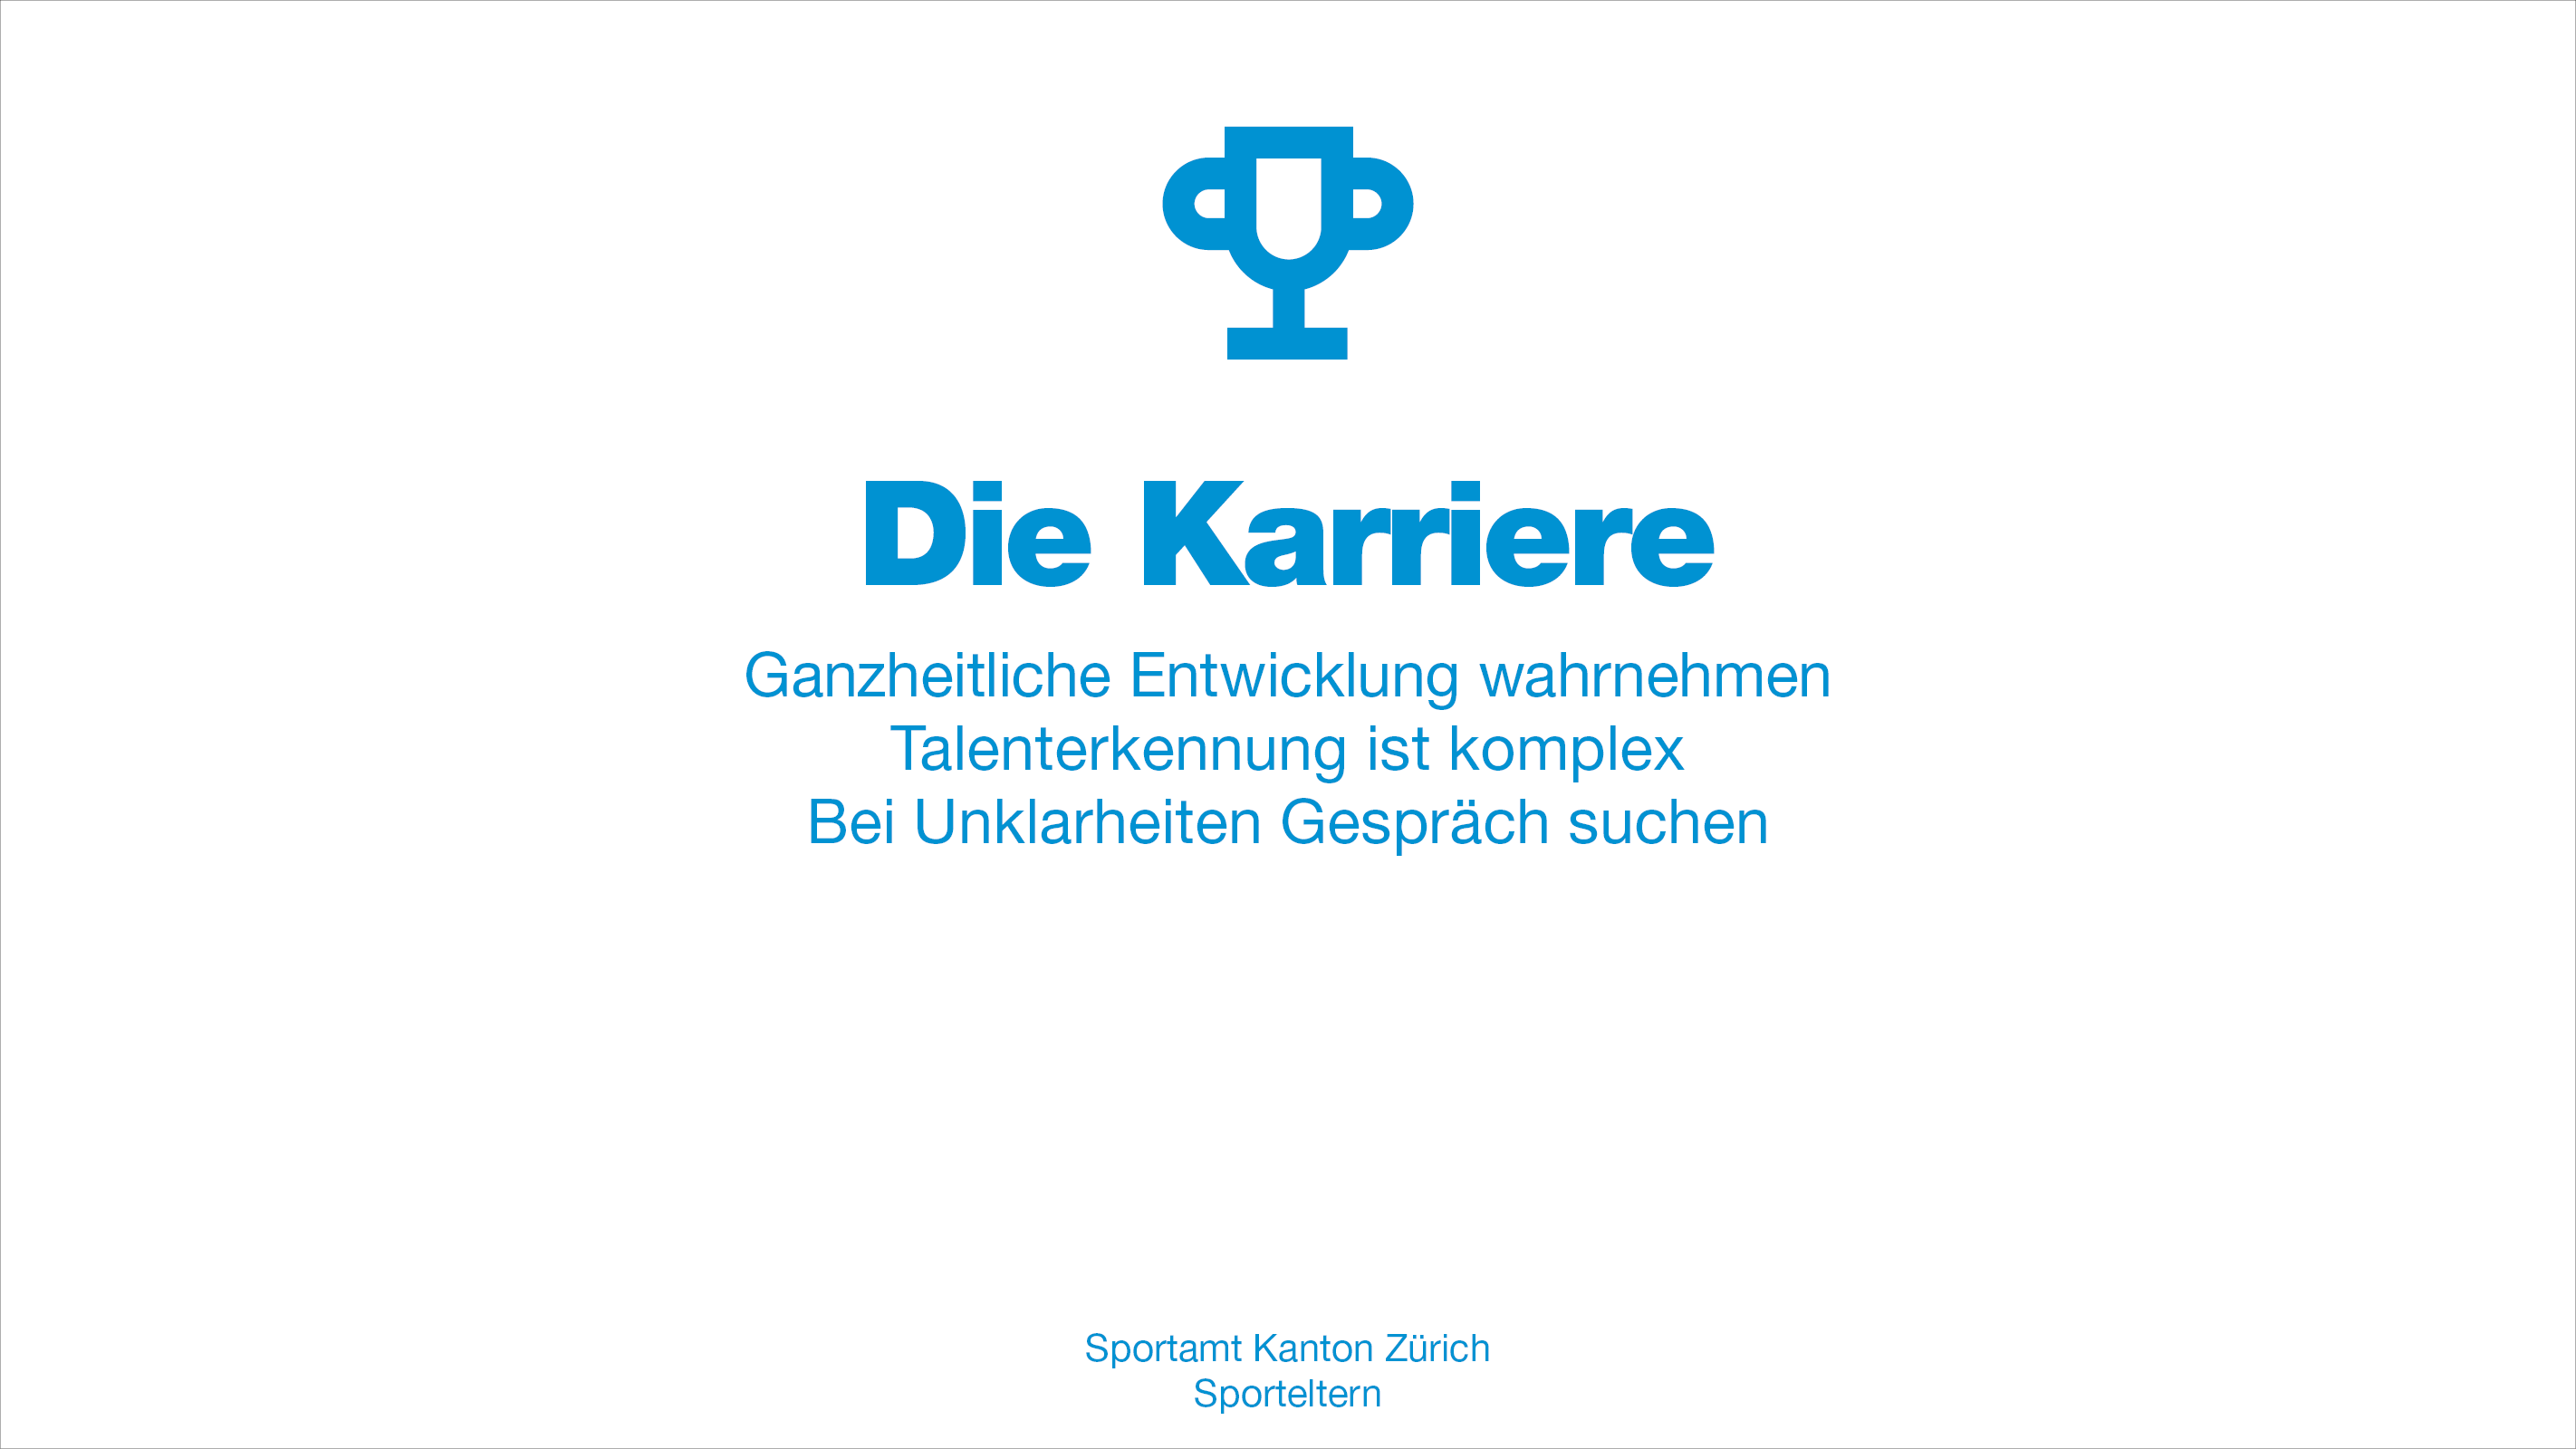 Die Karriere
Ganzheitliche Entwicklung wahrnehmen
Talenterkennung ist komplex
Bei Unklarheiten Gespräch suchen
Sportamt Kanton Zürich
Sporteltern